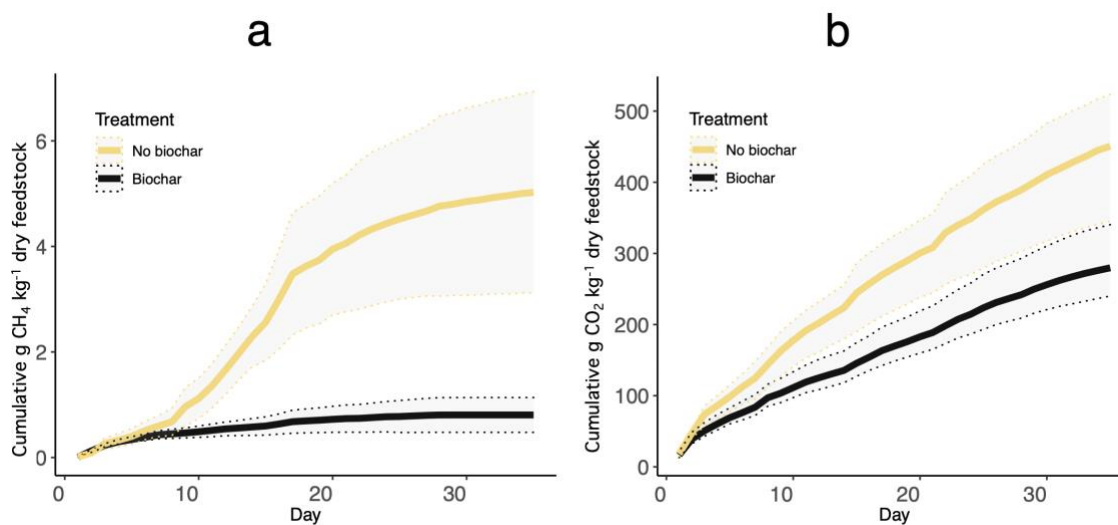 a
Cumulative g CH₄ kg⁻¹ dry feedstock
6
4
2
0
Treatment
No biochar
Biochar
0 10 20 30
Day
b
Cumulative g CO₂ kg⁻¹ dry feedstock
500
400
300
200
100
0
Treatment
No biochar
Biochar
0 10 20 30
Day